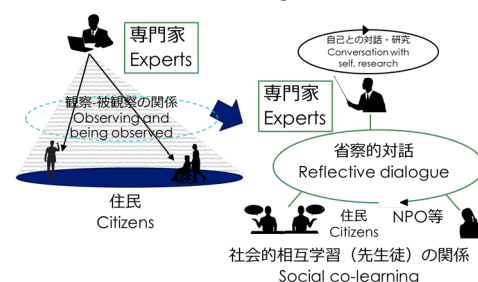 専門家
Experts
観察-被観察の関係
Observing and
being observed
住民
Citizens
自己との対話・研究
Conversation with
self, research
専門家
Experts
省察的対話
Reflective dialogue
住民
Citizens
NPO等
社会的相互学習（先生徒）の関係
Social co-learning